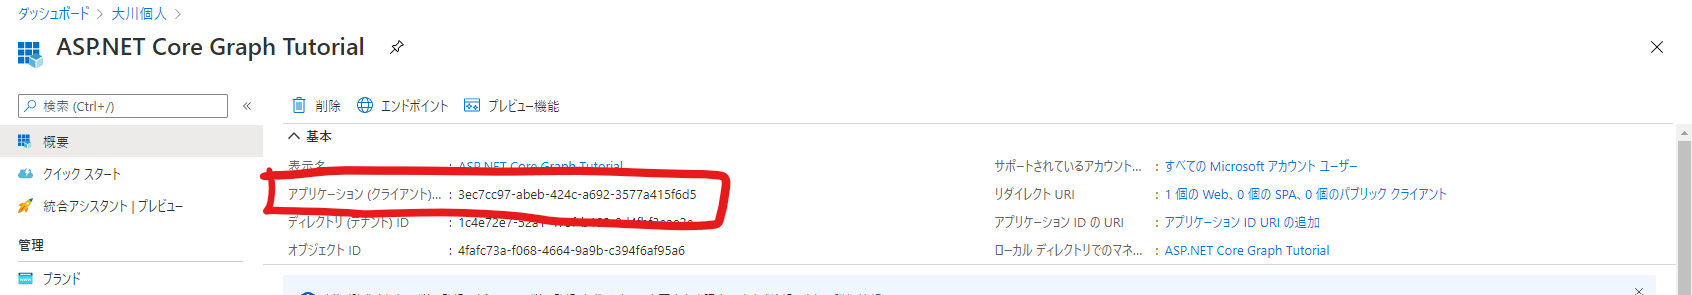 ダッシュボード > 大川個人 >
ASP.NET Core Graph Tutorial
検索 (Ctrl+/)
«
削除 エンドポイント プレビュー機能
概要
クイック スタート
統合アシスタント | プレビュー
管理
ブランド
基本
表示名 : ASP.NET Core Graph Tutorial
アプリケーション (クライアント)... : 3ec7cc97-abeb-424c-a692-3577a415f6d5
ディレクトリ (テナント) ID :
オブジェクト ID : 4fafc73a-f068-4664-9a9b-c394f6af95a6
サポートされているアカウント... : すべての Microsoft アカウント ユーザー
リダイレクト URI : 1 個の Web、0 個の SPA、0 個のパブリック クライアント
アプリケーション ID の URI : アプリケーション ID URI の追加
ローカル ディレクトリでのマネ... : ASP.NET Core Graph Tutorial